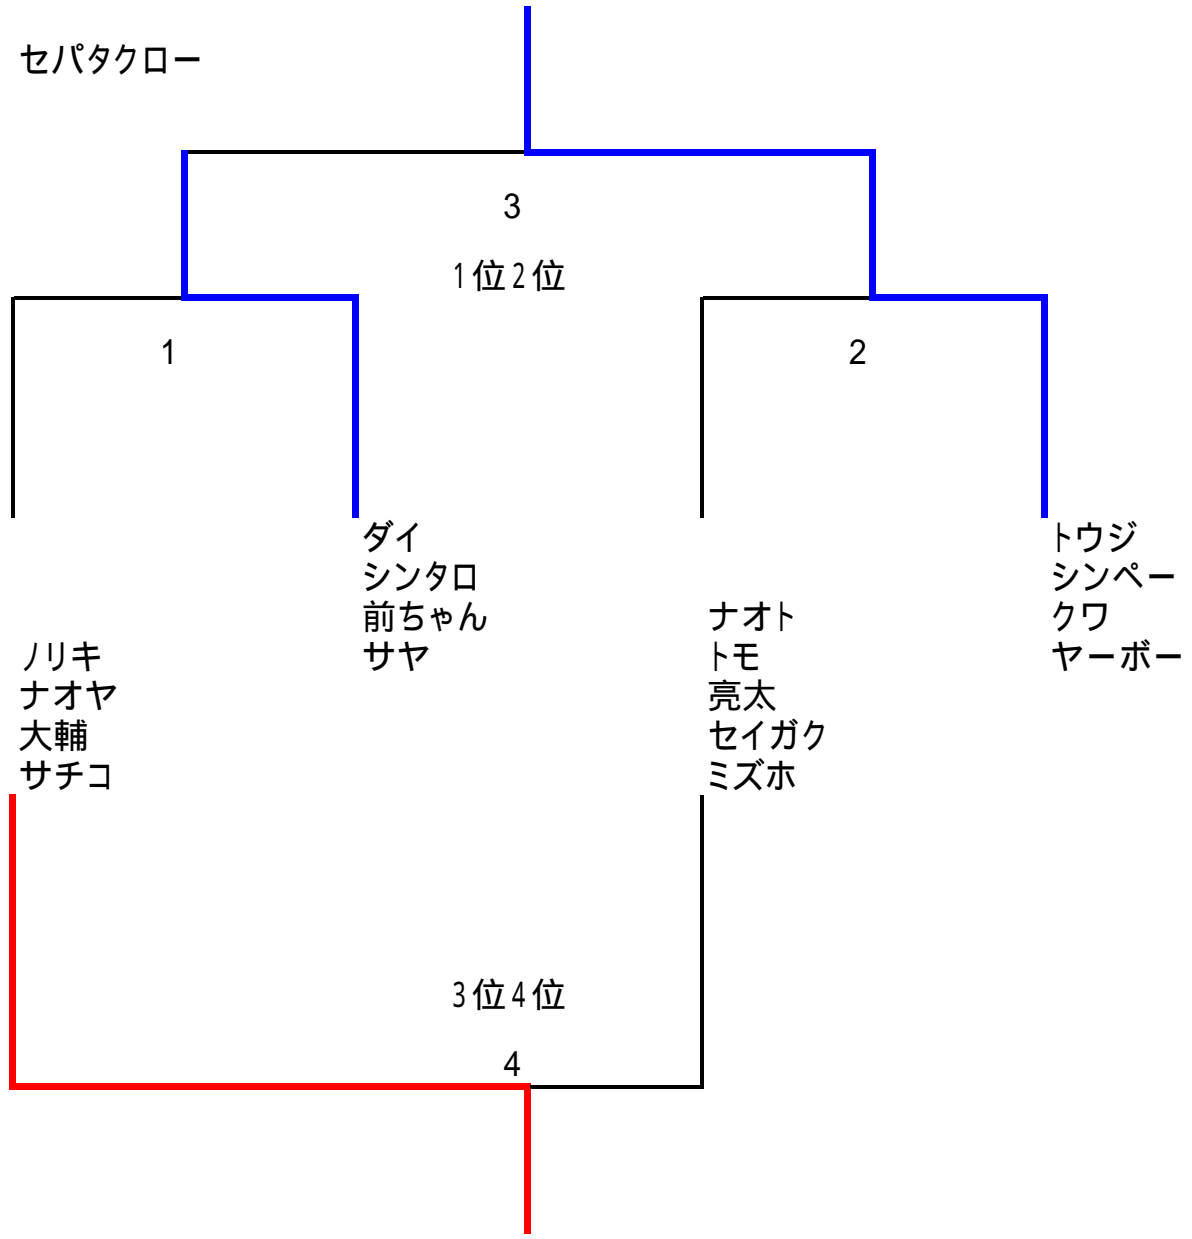 セパタクロー
3
1位2位
1
2
ダイ
シンタロ
前ちゃん
サヤ
トウジ
シンペー
クワ
ヤーボー
ノリキ
ナオヤ
大輔
サチコ
ナオト
トモ
亮太
セイガク
ミズホ
3位4位
4